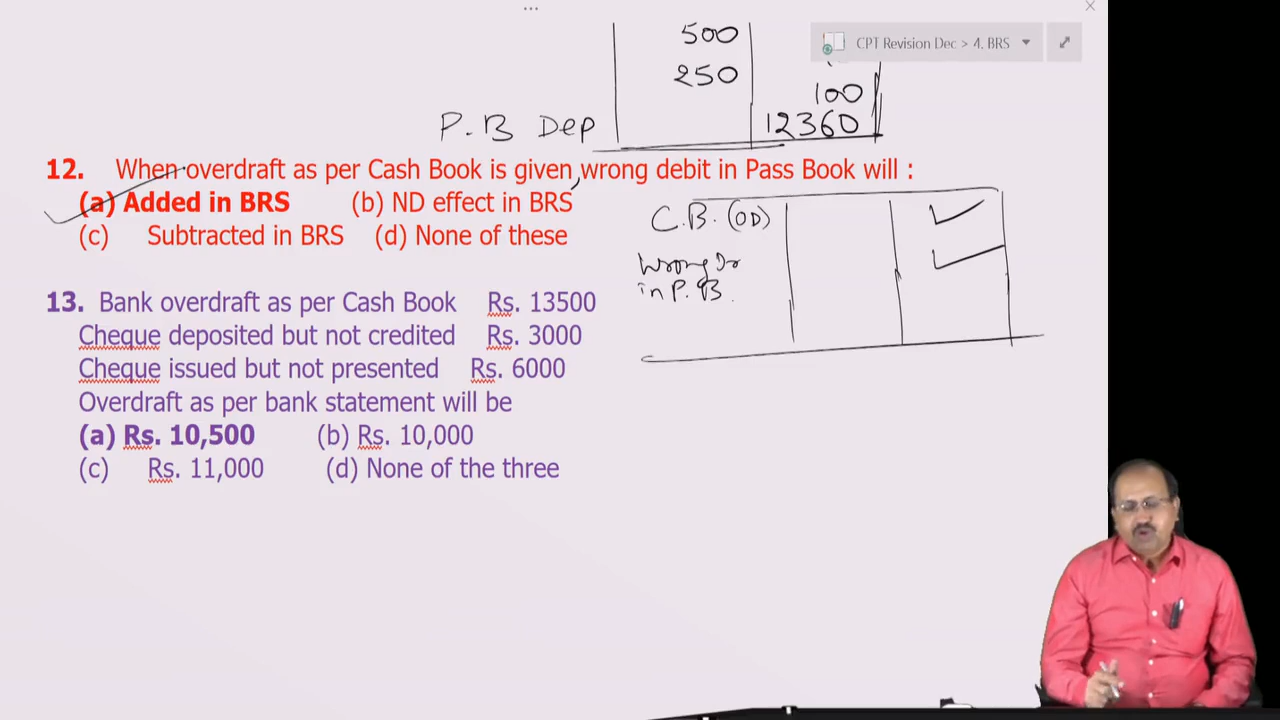 500
CPT Revision Dec > 4. BRS
250
100
P.B Dep 12360
12. When overdraft as per Cash Book is given, wrong debit in Pass Book will :
(a) Added in BRS (b) ND effect in BRS
(c) Subtracted in BRS (d) None of these
C.B. (OD)
Wrong Dr
in P.B.
13. Bank overdraft as per Cash Book Rs. 13500
Cheque deposited but not credited Rs. 3000
Cheque issued but not presented Rs. 6000
Overdraft as per bank statement will be
(a) Rs. 10,500 (b) Rs. 10,000
(c) Rs. 11,000 (d) None of the three